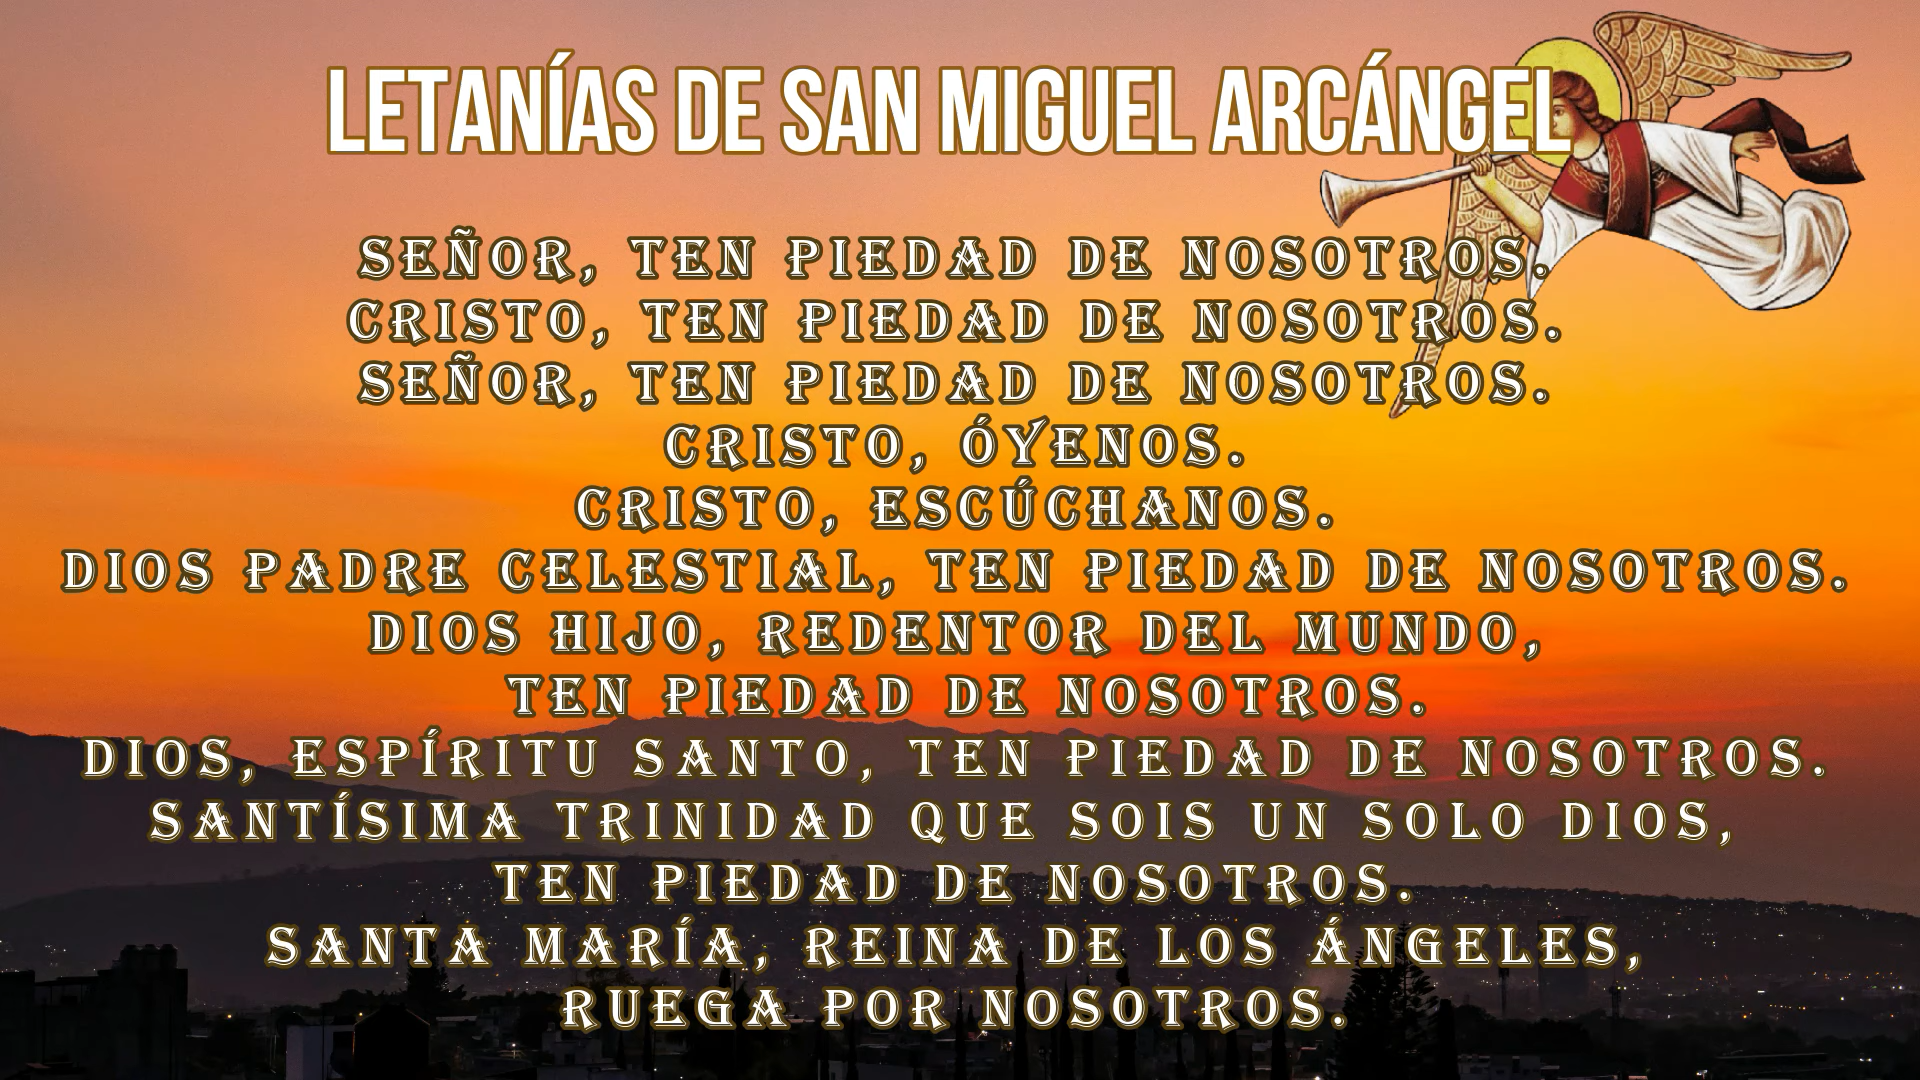 LETANÍAS DE SAN MIGUEL ARCÁNGEL
SEÑOR, TEN PIEDAD DE NOSOTROS.
CRISTO, TEN PIEDAD DE NOSOTROS.
SEÑOR, TEN PIEDAD DE NOSOTROS.
CRISTO, ÓYENOS.
CRISTO, ESCÚCHANOS.
DIOS PADRE CELESTIAL, TEN PIEDAD DE NOSOTROS.
DIOS HIJO, REDENTOR DEL MUNDO,
TEN PIEDAD DE NOSOTROS.
DIOS, ESPÍRITU SANTO, TEN PIEDAD DE NOSOTROS.
SANTÍSIMA TRINIDAD QUE SOIS UN SOLO DIOS,
TEN PIEDAD DE NOSOTROS.
SANTA MARÍA, REINA DE LOS ÁNGELES,
RUEGA POR NOSOTROS.